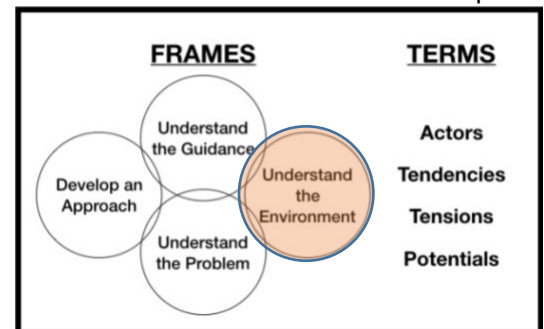 FRAMES
TERMS
Understand
the Guidance
Develop an
Approach
Understand
the
Environment
Understand
the Problem
Actors
Tendencies
Tensions
Potentials